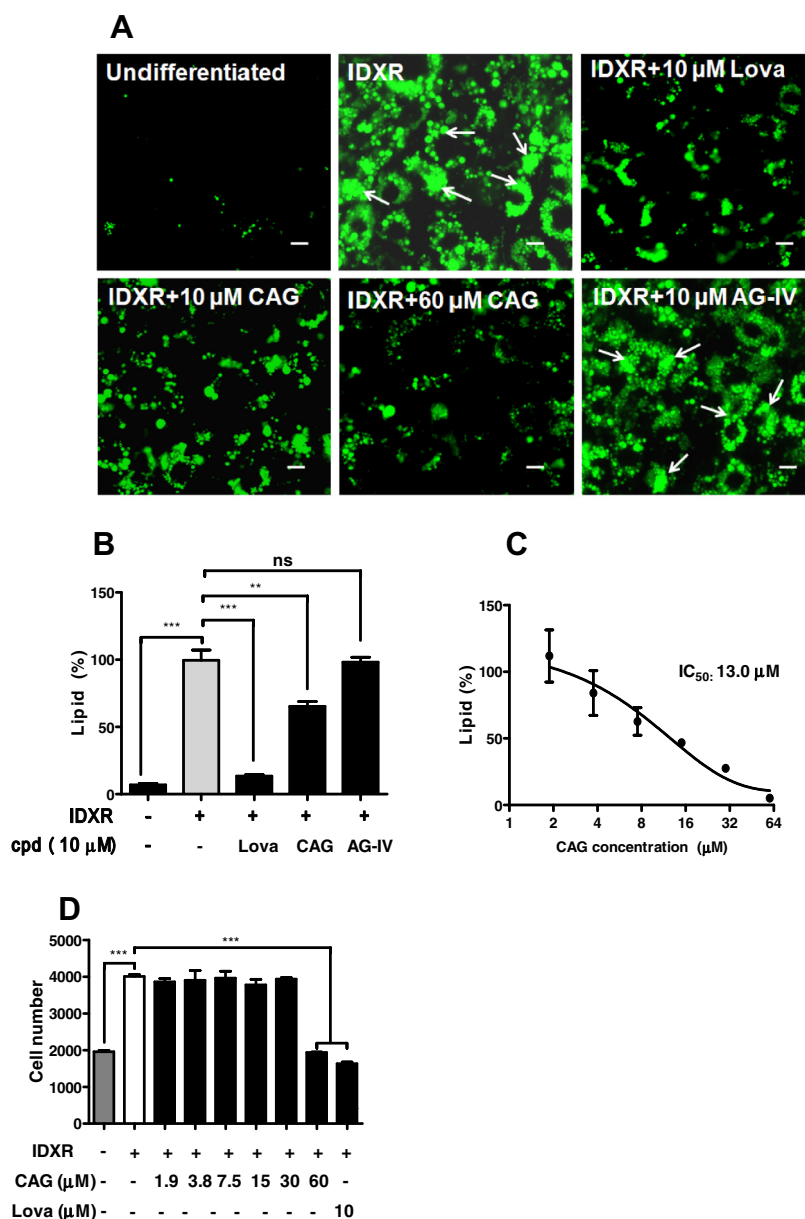 A
Undifferentiated
IDXR
IDXR+10 µM Lova
IDXR+10 µM CAG
IDXR+60 µM CAG
IDXR+10 µM AG-IV
B
ns
**
***
***
150
100
50
0
Lipid (%)
IDXR - + + + +
cpd ( 10 µM) - - Lova CAG AG-IV
C
150
100
50
0
Lipid (%)
IC50: 13.0 µM
1 2 4 8 16 32 64
CAG concentration (µM)
D
*** ***
5000
4000
3000
2000
1000
0
Cell number
IDXR - + + + + + + + +
CAG (µM) - - 1.9 3.8 7.5 15 30 60 -
Lova (µM) - - - - - - - - 10